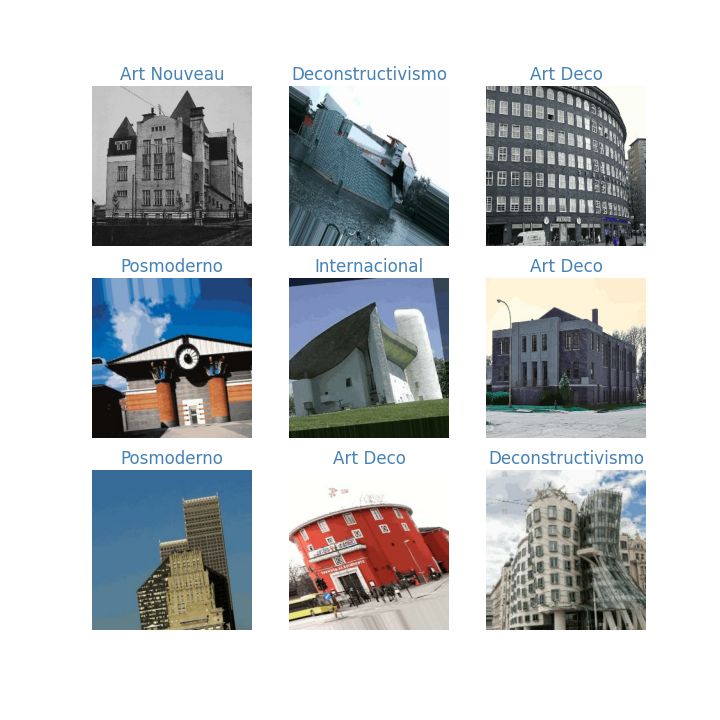 Art Nouveau
Deconstructivismo
Art Deco
Posmoderno
Internacional
Art Deco
Posmoderno
Art Deco
Deconstructivismo